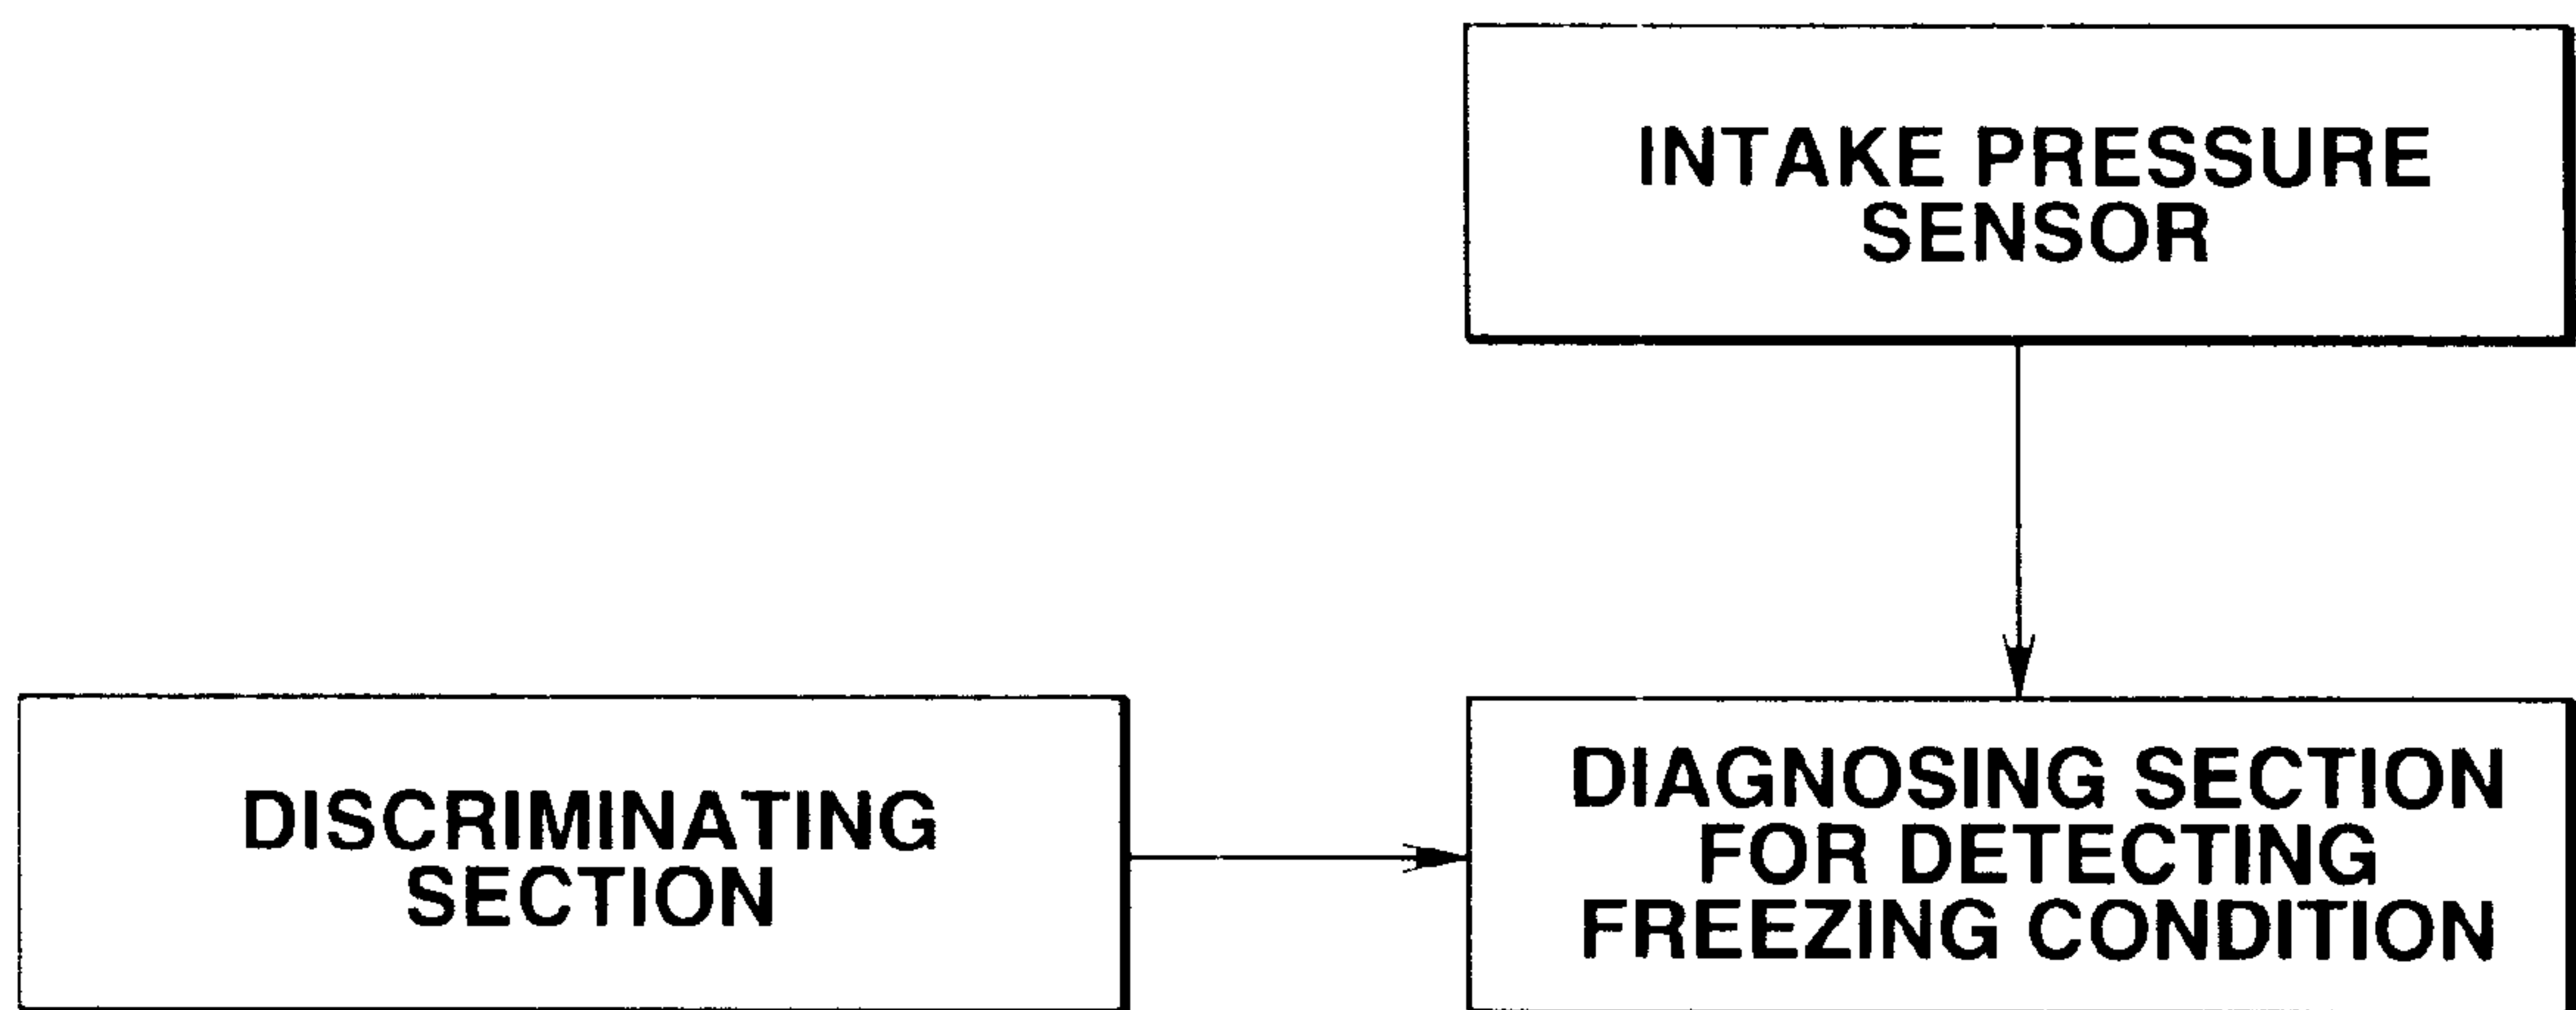 INTAKE PRESSURE
SENSOR
DISCRIMINATING
SECTION
DIAGNOSING SECTION
FOR DETECTING
FREEZING CONDITION